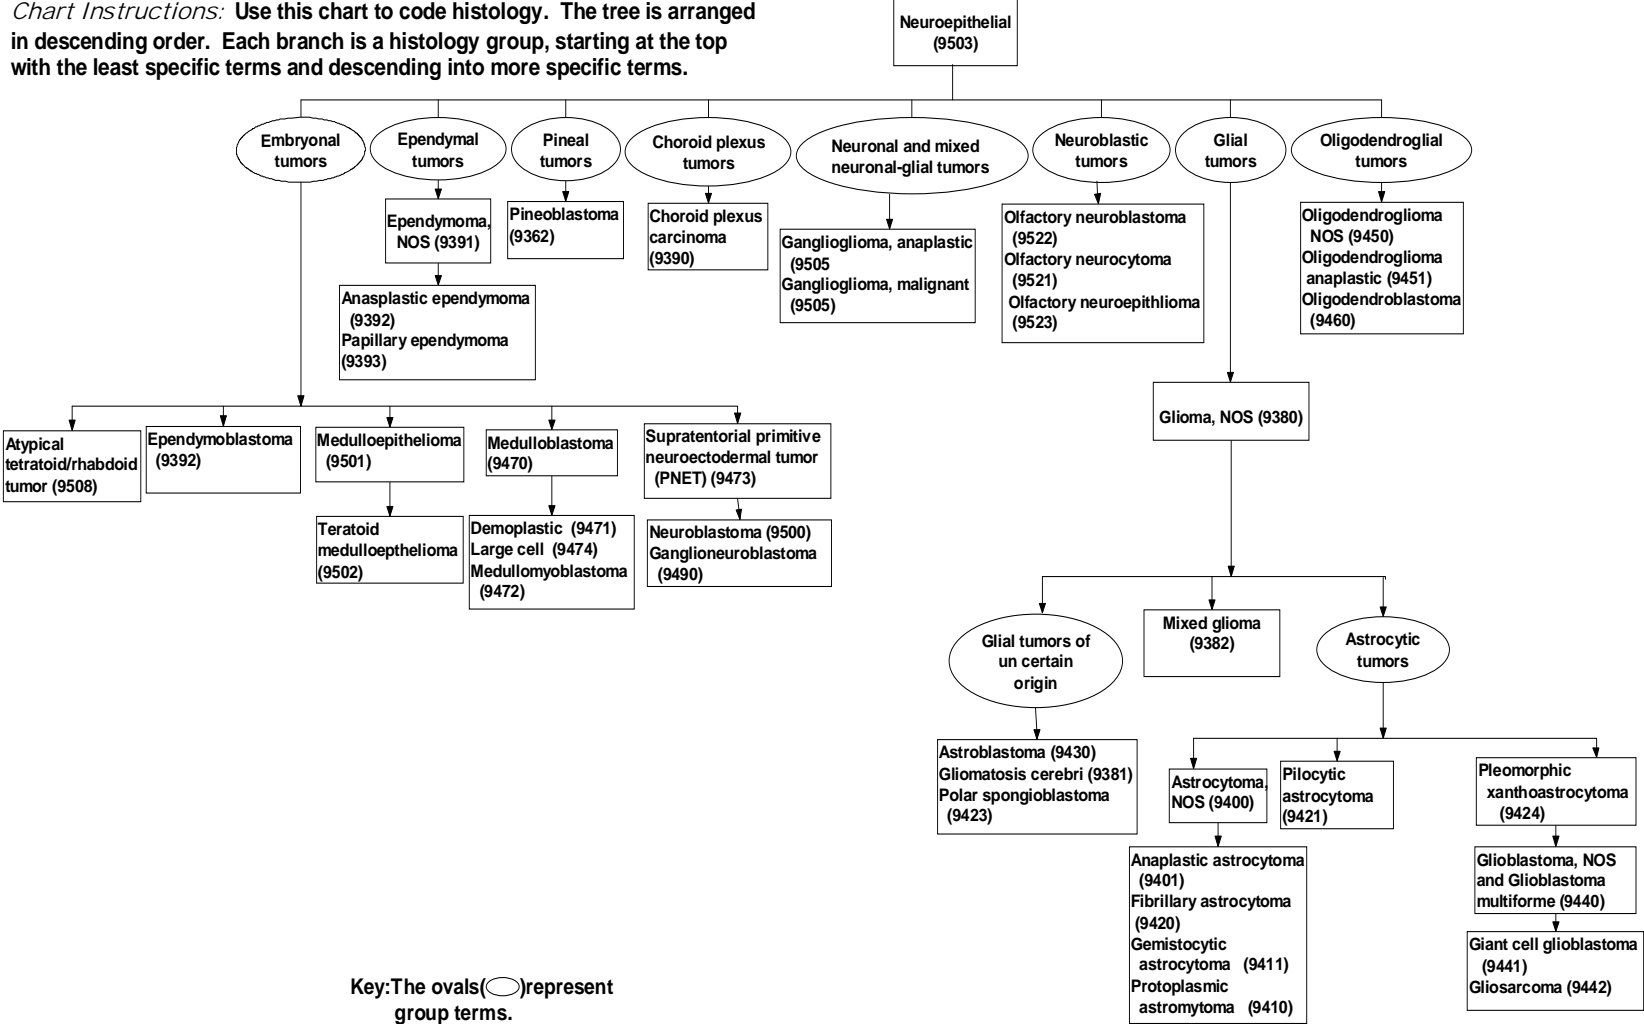 Chart Instructions: Use this chart to code histology. The tree is arranged
in descending order. Each branch is a histology group, starting at the top
with the least specific terms and descending into more specific terms.
Neuroepithelial
(9503)
Embryonal
tumors
Ependymal
tumors
Pineal
tumors
Choroid plexus
tumors
Neuronal and mixed
neuronal-glial tumors
Neuroblastic
tumors
Glial
tumors
Oligodendroglial
tumors
Ependymoma,
NOS (9391)
Anasplastic ependymoma
(9392)
Papillary ependymoma
(9393)
Pineoblastoma
(9362)
Choroid plexus
carcinoma
(9390)
Ganglioglioma, anaplastic
(9505
Ganglioglioma, malignant
(9505)
Olfactory neuroblastoma
(9522)
Olfactory neurocytoma
(9521)
Olfactory neuroepithlioma
(9523)
Oligodendroglioma
NOS (9450)
Oligodendroglioma
anaplastic (9451)
Oligodendroblastoma
(9460)
Glioma, NOS (9380)
Atypical
tetratoid/rhabdoid
tumor (9508)
Ependymoblastoma
(9392)
Medulloepithelioma
(9501)
Teratoid
medulloepthelioma
(9502)
Medulloblastoma
(9470)
Demoplastic (9471)
Large cell (9474)
Medullomyoblastoma
(9472)
Supratentorial primitive
neuroectodermal tumor
(PNET) (9473)
Neuroblastoma (9500)
Ganglioneuroblastoma
(9490)
Glial tumors of
un certain
origin
Mixed glioma
(9382)
Astrocytic
tumors
Astroblastoma (9430)
Gliomatosis cerebri (9381)
Polar spongioblastoma
(9423)
Astrocytoma,
NOS (9400)
Pilocytic
astrocytoma
(9421)
Pleomorphic
xanthoastrocytoma
(9424)
Anaplastic astrocytoma
(9401)
Fibrillary astrocytoma
(9420)
Gemistocytic
astrocytoma (9411)
Protoplasmic
astromytoma (9410)
Glioblastoma, NOS
and Glioblastoma
multiforme (9440)
Giant cell glioblastoma
(9441)
Gliosarcoma (9442)
Key:The ovals( )represent
group terms.